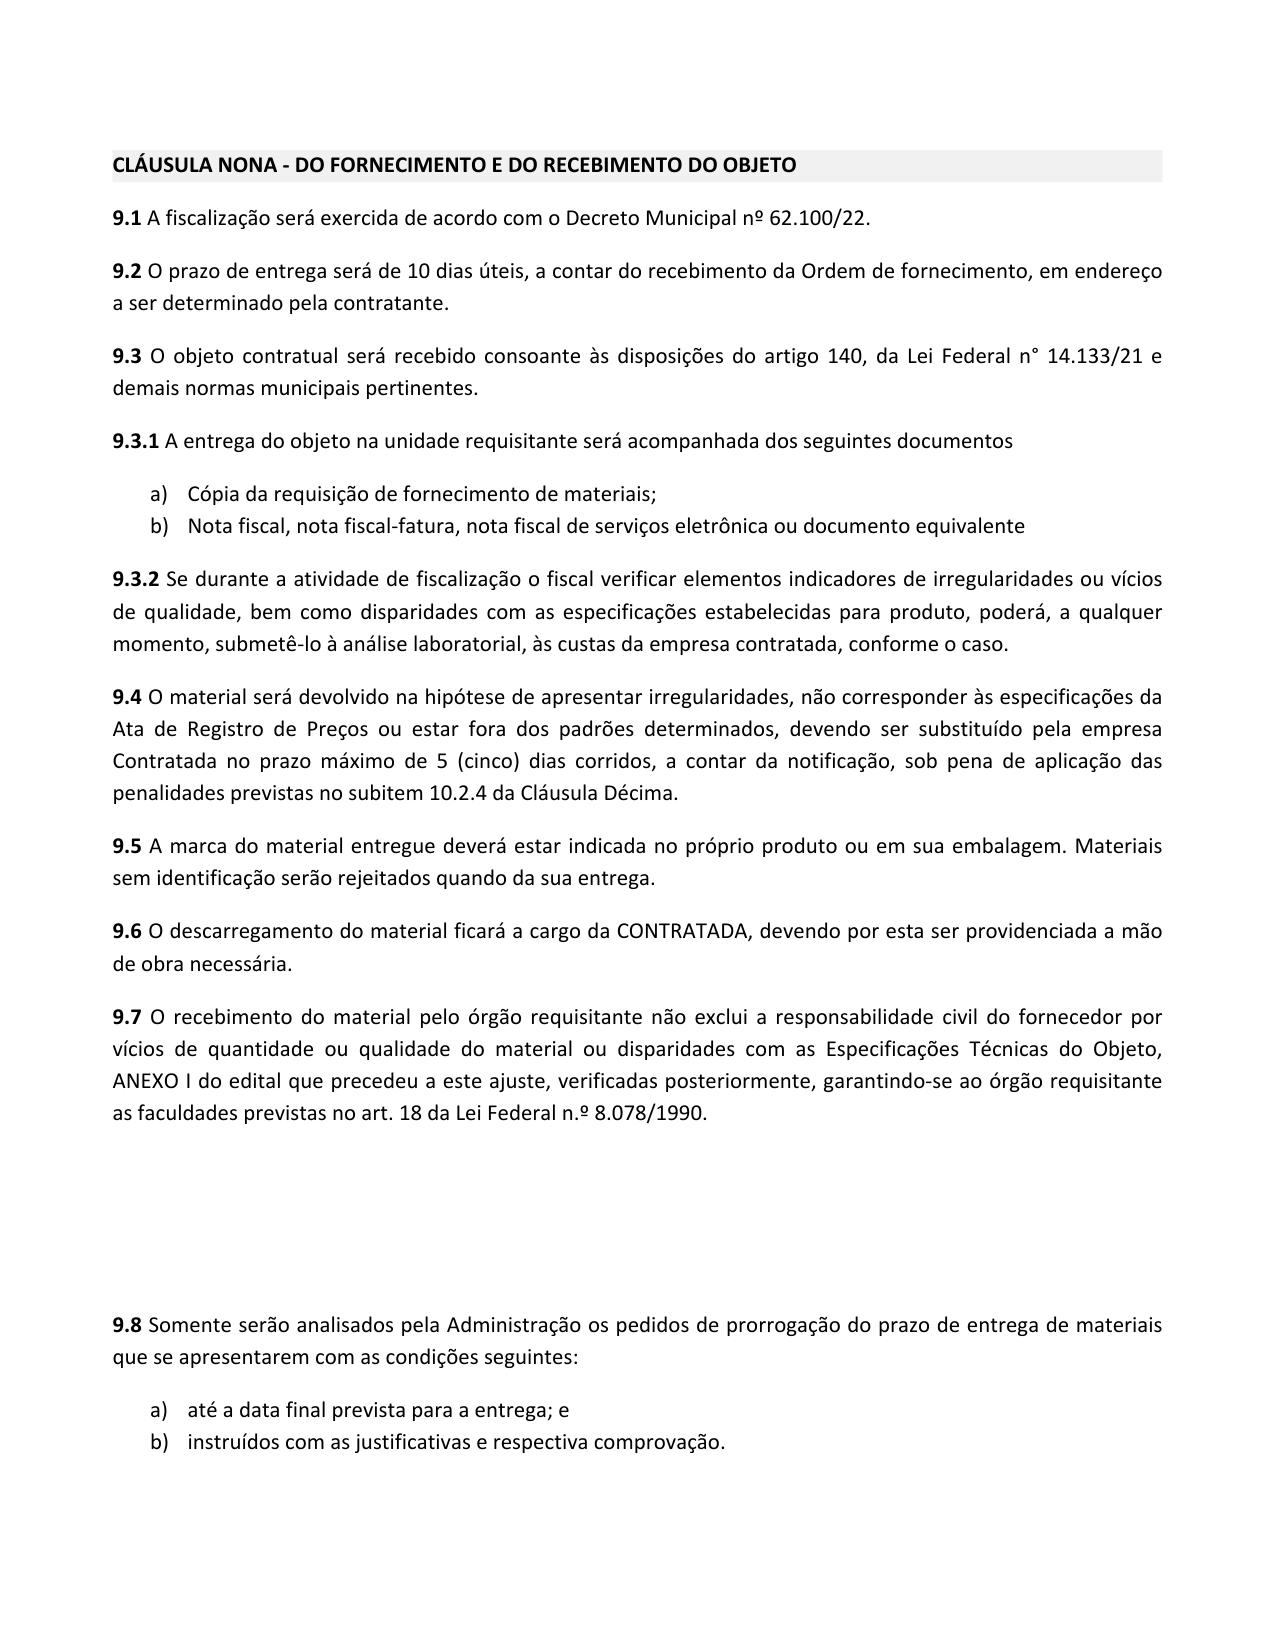 CLÁUSULA NONA - DO FORNECIMENTO E DO RECEBIMENTO DO OBJETO
9.1 A fiscalização será exercida de acordo com o Decreto Municipal nº 62.100/22.
9.2 O prazo de entrega será de 10 dias úteis, a contar do recebimento da Ordem de fornecimento, em endereço
a ser determinado pela contratante.
9.3 O objeto contratual será recebido consoante às disposições do artigo 140, da Lei Federal n° 14.133/21 e
demais normas municipais pertinentes.
9.3.1 A entrega do objeto na unidade requisitante será acompanhada dos seguintes documentos
a) Cópia da requisição de fornecimento de materiais;
b) Nota fiscal, nota fiscal-fatura, nota fiscal de serviços eletrônica ou documento equivalente
9.3.2 Se durante a atividade de fiscalização o fiscal verificar elementos indicadores de irregularidades ou vícios
de qualidade, bem como disparidades com as especificações estabelecidas para produto, poderá, a qualquer
momento, submetê-lo à análise laboratorial, às custas da empresa contratada, conforme o caso.
9.4 O material será devolvido na hipótese de apresentar irregularidades, não corresponder às especificações da
Ata de Registro de Preços ou estar fora dos padrões determinados, devendo ser substituído pela empresa
Contratada no prazo máximo de 5 (cinco) dias corridos, a contar da notificação, sob pena de aplicação das
penalidades previstas no subitem 10.2.4 da Cláusula Décima.
9.5 A marca do material entregue deverá estar indicada no próprio produto ou em sua embalagem. Materiais
sem identificação serão rejeitados quando da sua entrega.
9.6 O descarregamento do material ficará a cargo da CONTRATADA, devendo por esta ser providenciada a mão
de obra necessária.
9.7 O recebimento do material pelo órgão requisitante não exclui a responsabilidade civil do fornecedor por
vícios de quantidade ou qualidade do material ou disparidades com as Especificações Técnicas do Objeto,
ANEXO I do edital que precedeu a este ajuste, verificadas posteriormente, garantindo-se ao órgão requisitante
as faculdades previstas no art. 18 da Lei Federal n.º 8.078/1990.
9.8 Somente serão analisados pela Administração os pedidos de prorrogação do prazo de entrega de materiais
que se apresentarem com as condições seguintes:
a) até a data final prevista para a entrega; e
b) instruídos com as justificativas e respectiva comprovação.